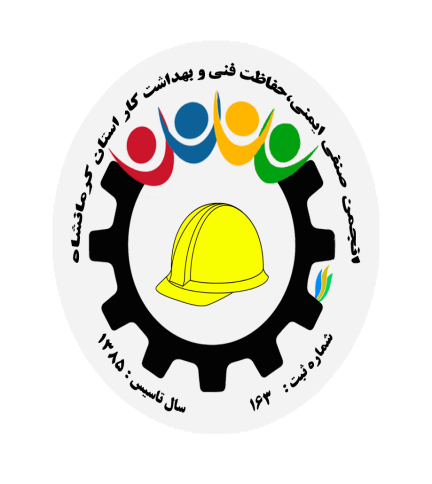 انجمن صنفی ایمنی،حفاظت فنی و بهداشت کار استان کرمانشاه
شماره ثبت : ۱۶۳
سال تاسیس : ۱۳۸۵